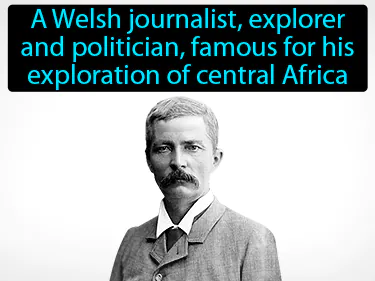 A Welsh journalist, explorer
and politician, famous for his
exploration of central Africa